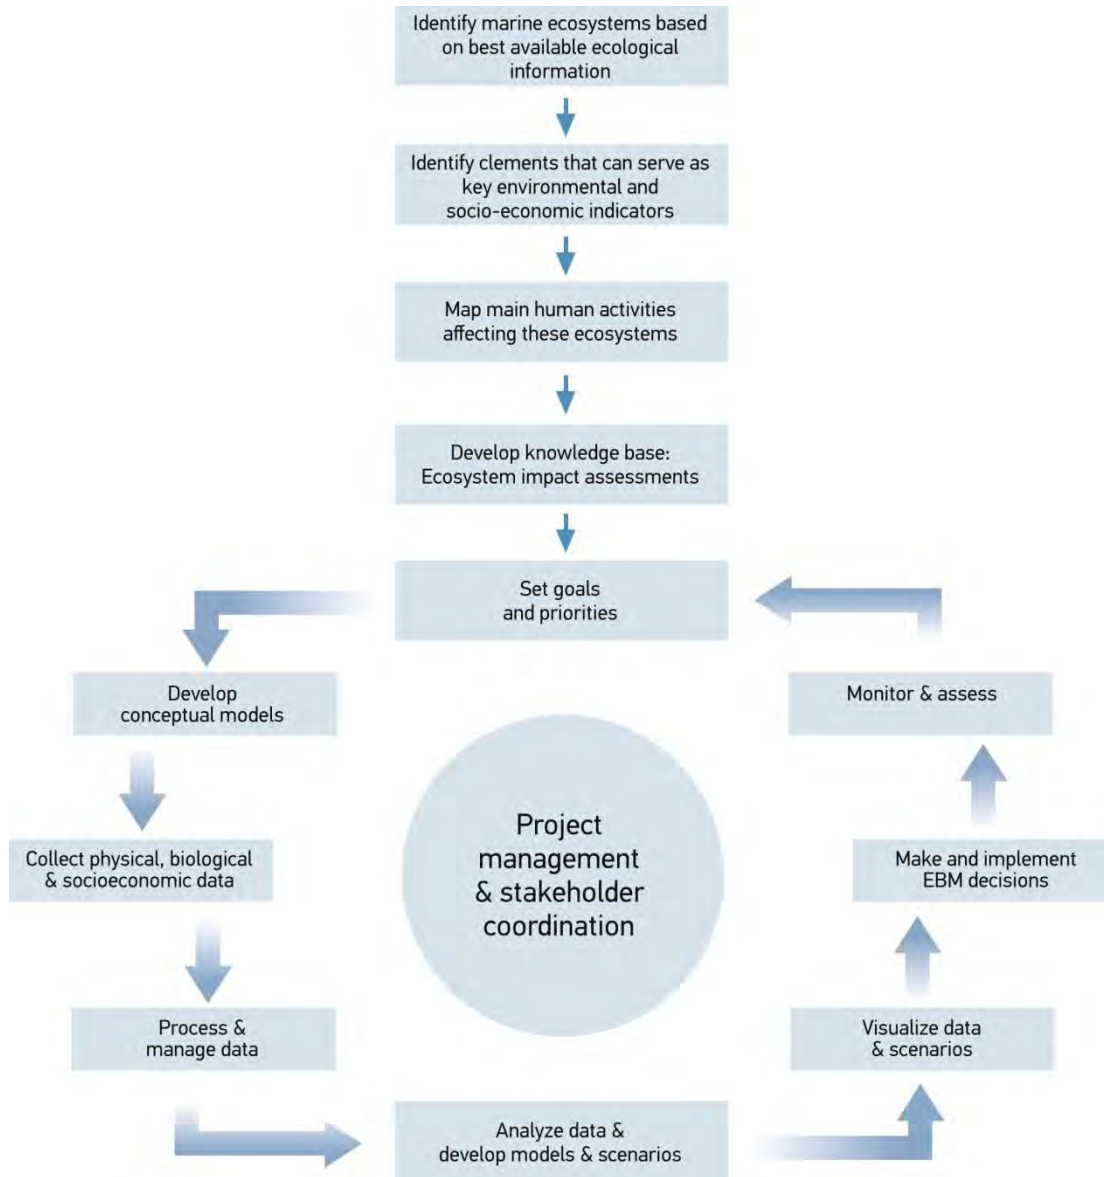 Identify marine ecosystems based
on best available ecological
information
Identify clements that can serve as
key environmental and
socio-economic indicators
Map main human activities
affecting these ecosystems
Develop knowledge base:
Ecosystem impact assessments
Set goals
and priorities
Develop
conceptual models
Monitor & assess
Project
management
& stakeholder
coordination
Collect physical, biological
& socioeconomic data
Make and implement
EBM decisions
Process &
manage data
Visualize data
& scenarios
Analyze data &
develop models & scenarios